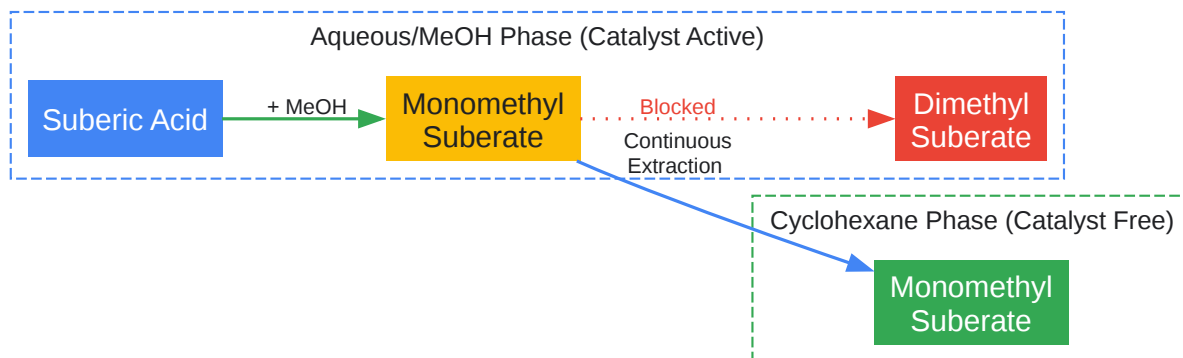 Aqueous/MeOH Phase (Catalyst Active)
Suberic Acid
+ MeOH
Monomethyl
Suberate
Blocked
Continuous
Extraction
Dimethyl
Suberate
Cyclohexane Phase (Catalyst Free)
Monomethyl
Suberate